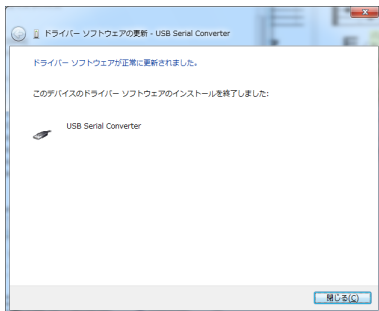 ドライバー ソフトウェアの更新 - USB Serial Converter
ドライバー ソフトウェアが正常に更新されました。
このデバイスのドライバー ソフトウェアのインストールを終了しました:
USB Serial Converter
閉じる(C)